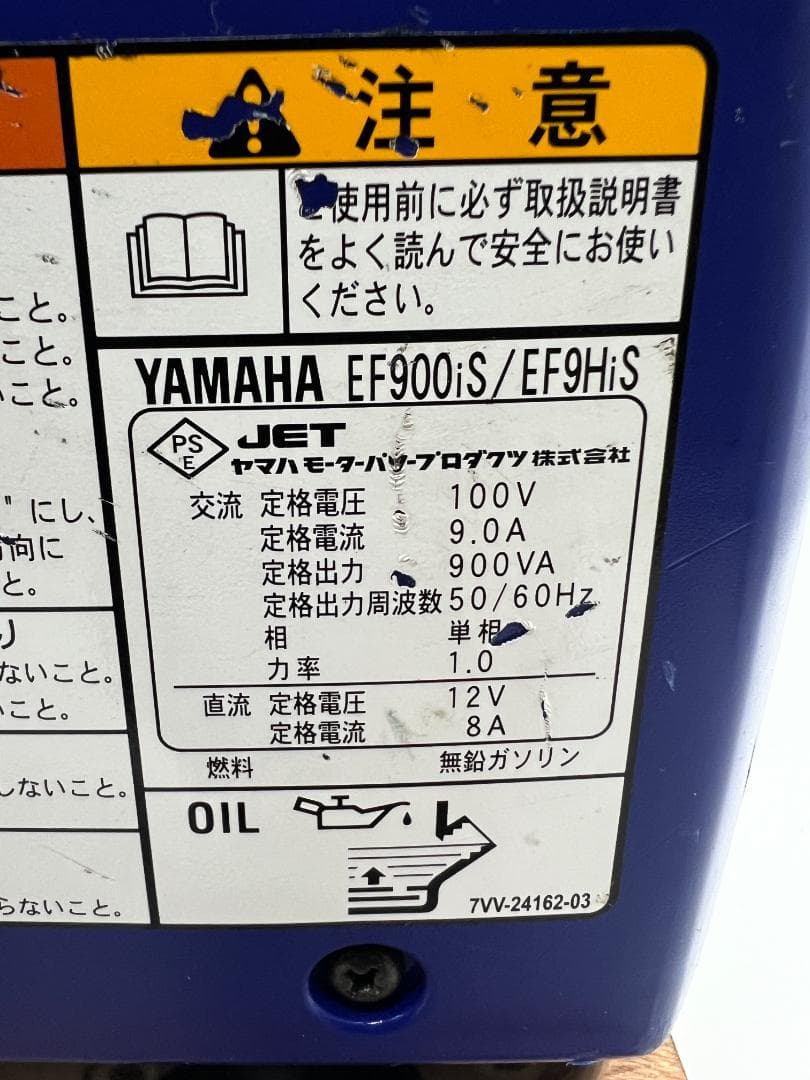 注意
使用前に必ず取扱説明書
をよく読んで安全にお使い
ください。
こと。
こと。
こと。
" にし、
向に
と。
り
ないこと。
いこと。
しないこと。
らないこと。
YAMAHA EF900iS/EF9HiS
PS
E
JET
ヤマハモーターパワープロダクツ株式会社
交流 定格電圧 100V
定格電流 9.0A
定格出力 900VA
定格出力周波数 50/60Hz
相 単相
力率 1.0
直流 定格電圧 12V
定格電流 8A
燃料 無鉛ガソリン
OIL
7VV-24162-03